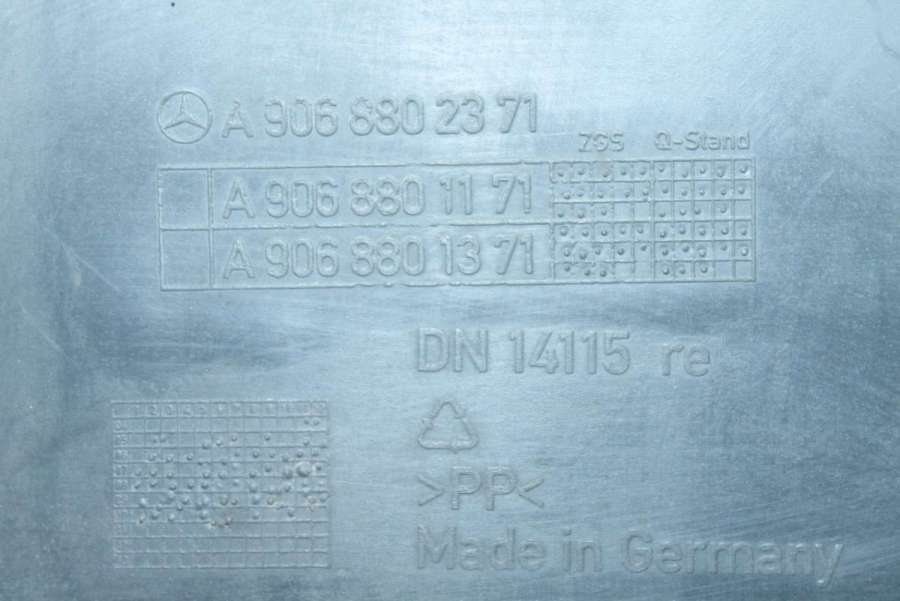 A 906 880 23 71
ZGS Q-Stand
A 906 880 11 71
A 906 880 13 71
DN 14115 re
>PP<
Made in Germany